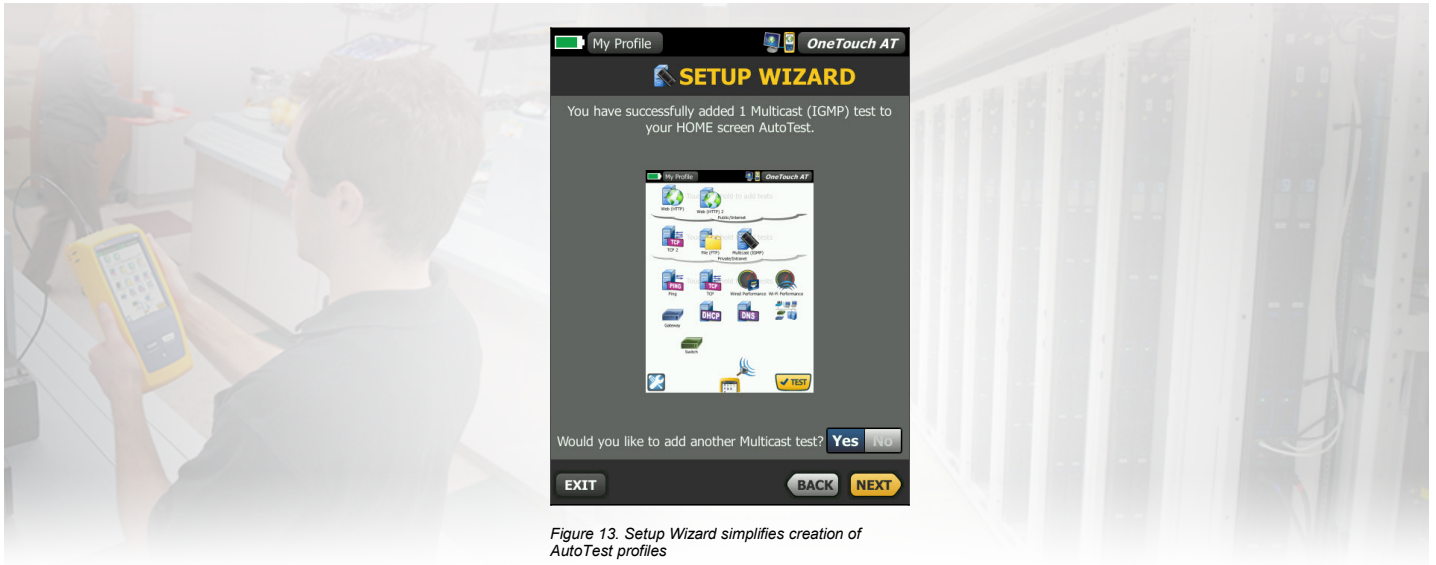 My Profile
OneTouch AT
SETUP WIZARD
You have successfully added 1 Multicast (IGMP) test to
your HOME screen AutoTest.
My Profile
OneTouch AT
Web (HTTP)
Web (HTTP) 2
Public/Internet
TCP
TCP 2
File (FTP)
Multicast (IGMP)
Private/Intranet
PING
TCP
Ping
TCP
Wired Performance
Wi-Fi Performance
DHCP
DNS
Gateway
Switch
TEST
Would you like to add another Multicast test?
Yes
No
EXIT
BACK
NEXT
Figure 13. Setup Wizard simplifies creation of
AutoTest profiles